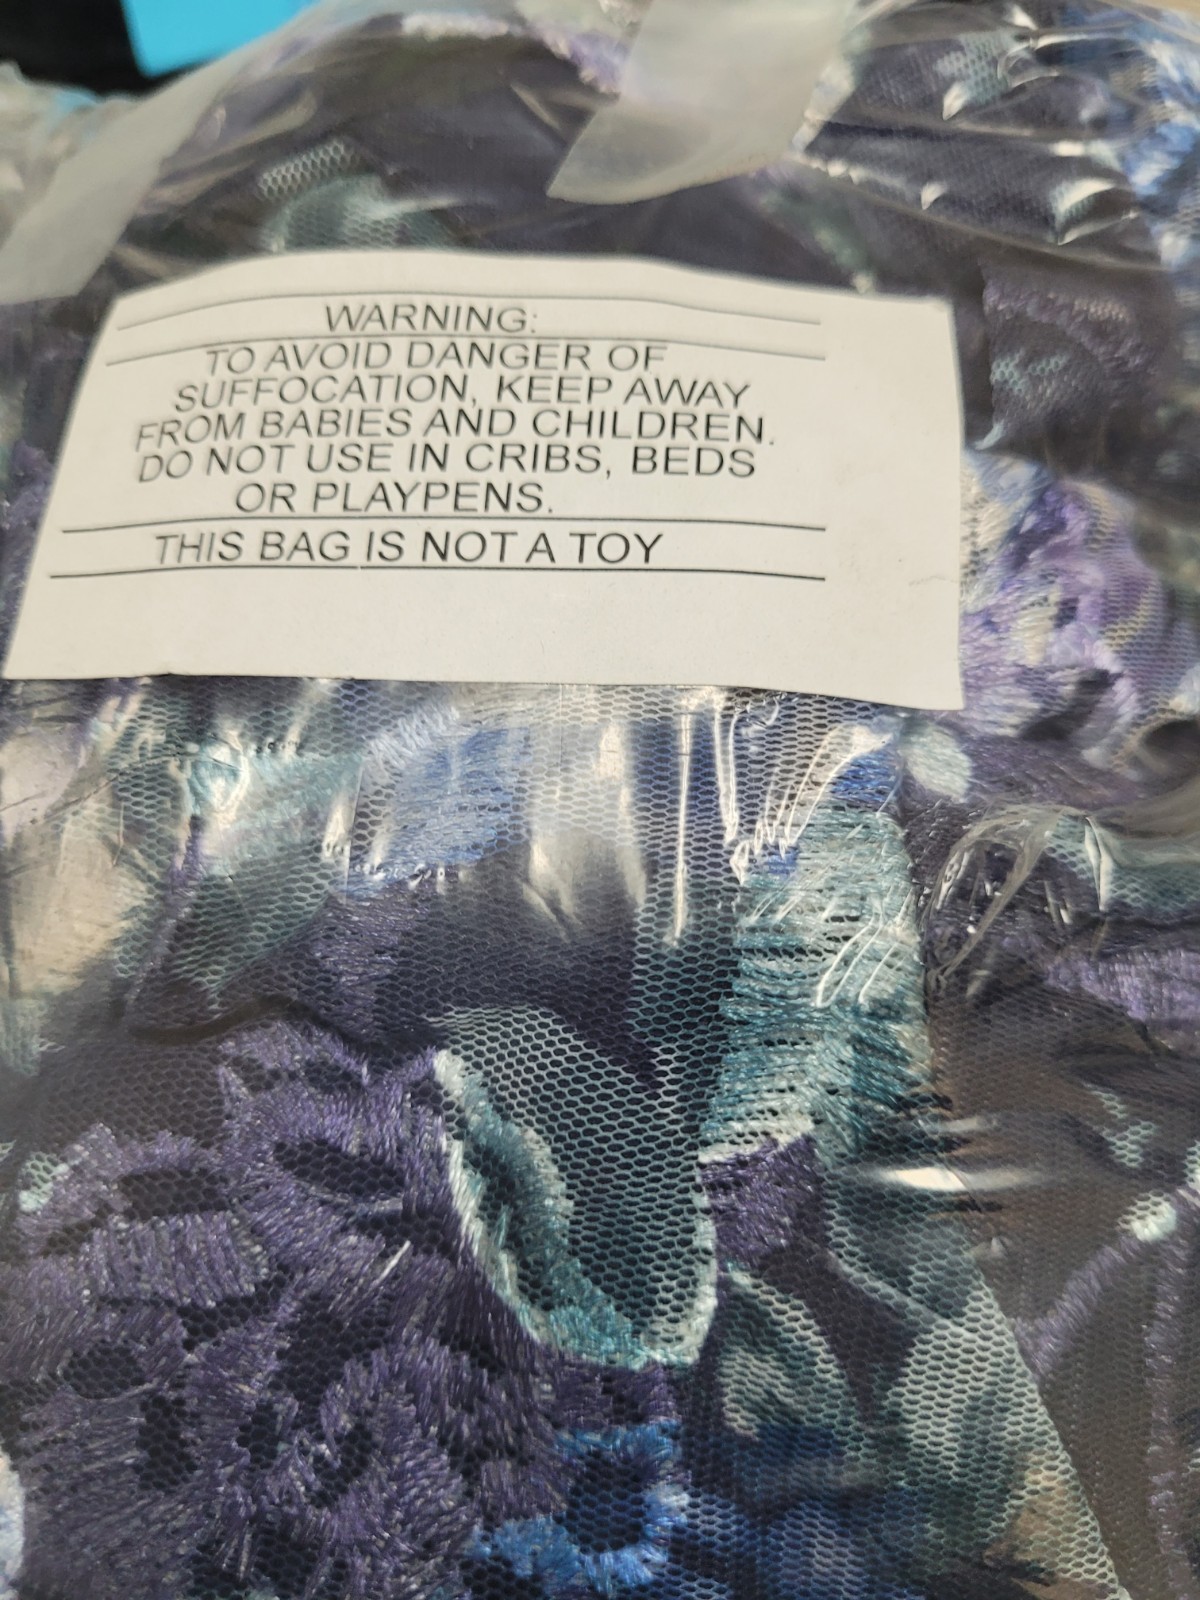 WARNING:
TO AVOID DANGER OF
SUFFOCATION, KEEP AWAY
FROM BABIES AND CHILDREN.
DO NOT USE IN CRIBS, BEDS
OR PLAYPENS.
THIS BAG IS NOT A TOY